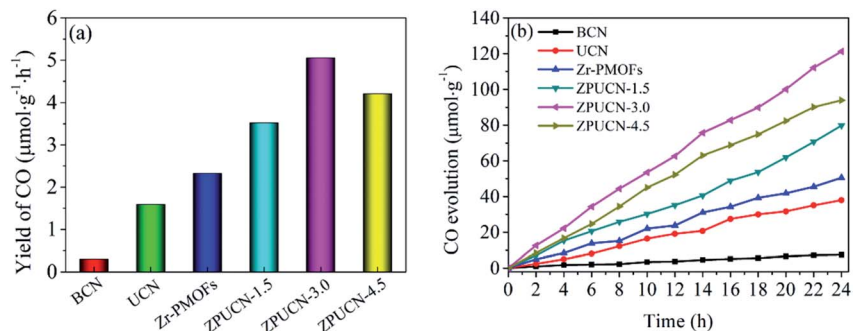 (a)
Yield of CO (μmol·g⁻¹·h⁻¹)
6
5
4
3
2
1
0
BCN
UCN
Zr-PMOFs
ZPUCN-1.5
ZPUCN-3.0
ZPUCN-4.5
(b)
CO evolution (μmol·g⁻¹)
140
120
100
80
60
40
20
0
BCN
UCN
Zr-PMOFs
ZPUCN-1.5
ZPUCN-3.0
ZPUCN-4.5
0 2 4 6 8 10 12 14 16 18 20 22 24
Time (h)